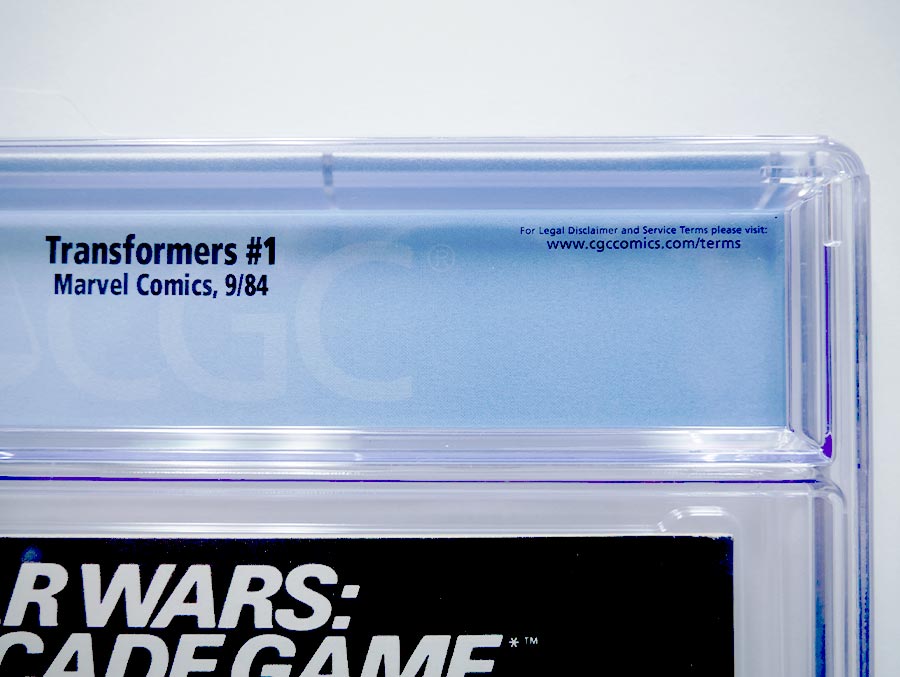 Transformers #1
Marvel Comics, 9/84
For Legal Disclaimer and Service Terms please visit:
www.cgccomics.com/terms
CGC®
R WARS:
CADE GAME*™